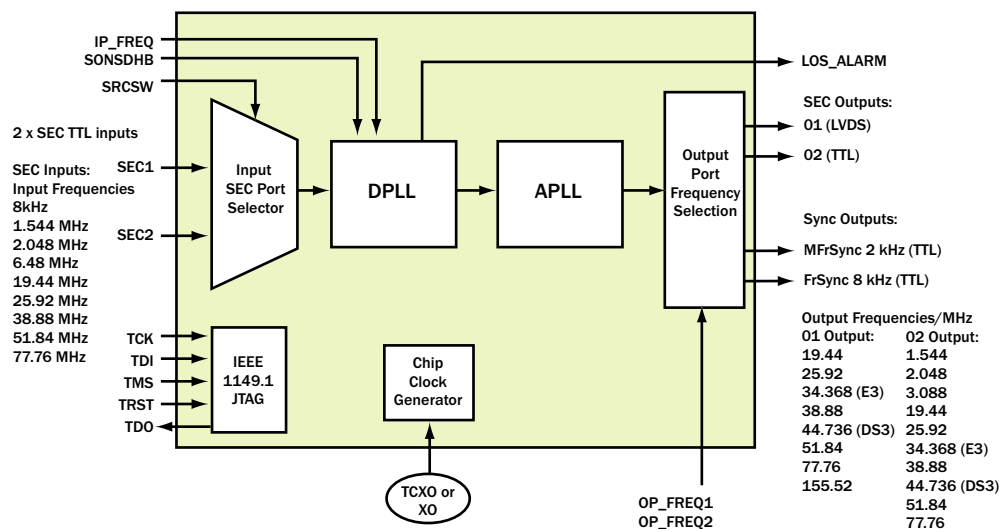 IP_FREQ
SONSDHB
SRCSW
LOS_ALARM
2 x SEC TTL inputs
SEC Inputs:
Input Frequencies
8kHz
1.544 MHz
2.048 MHz
6.48 MHz
19.44 MHz
25.92 MHz
38.88 MHz
51.84 MHz
77.76 MHz
SEC1
SEC2
Input
SEC Port
Selector
DPLL
APLL
Output
Port
Frequency
Selection
SEC Outputs:
01 (LVDS)
02 (TTL)
Sync Outputs:
MFrSync 2 kHz (TTL)
FrSync 8 kHz (TTL)
TCK
TDI
TMS
TRST
TDO
IEEE
1149.1
JTAG
Chip
Clock
Generator
TCXO or
XO
OP_FREQ1
OP_FREQ2
Output Frequencies/MHz
01 Output:
19.44
25.92
34.368 (E3)
38.88
44.736 (DS3)
51.84
77.76
155.52
02 Output:
1.544
2.048
3.088
19.44
25.92
34.368 (E3)
38.88
44.736 (DS3)
51.84
77.76